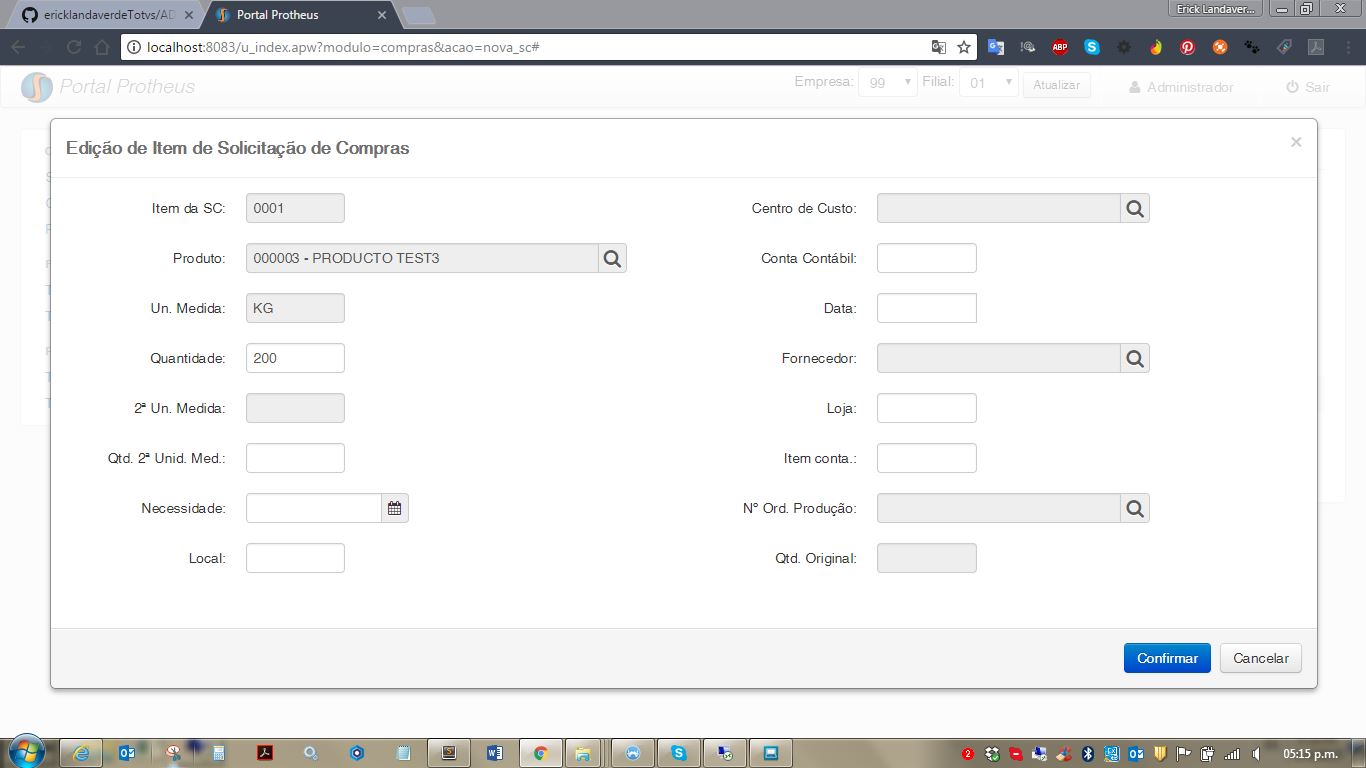 ericklandaverdeTotvs/AD
Portal Protheus
Erick Landaver...
localhost:8083/u_index.apw?modulo=compras&acao=nova_sc#
Portal Protheus
Empresa: 99 Filial: 01 Atualizar Administrador Sair
Edição de Item de Solicitação de Compras
Item da SC: 0001
Produto: 000003 - PRODUCTO TEST3
Un. Medida: KG
Quantidade: 200
2ª Un. Medida:
Qtd. 2ª Unid. Med.:
Necessidade:
Local:
Centro de Custo:
Conta Contábil:
Data:
Fornecedor:
Loja:
Item conta.:
Nº Ord. Produção:
Qtd. Original:
Confirmar Cancelar
05:15 p.m.